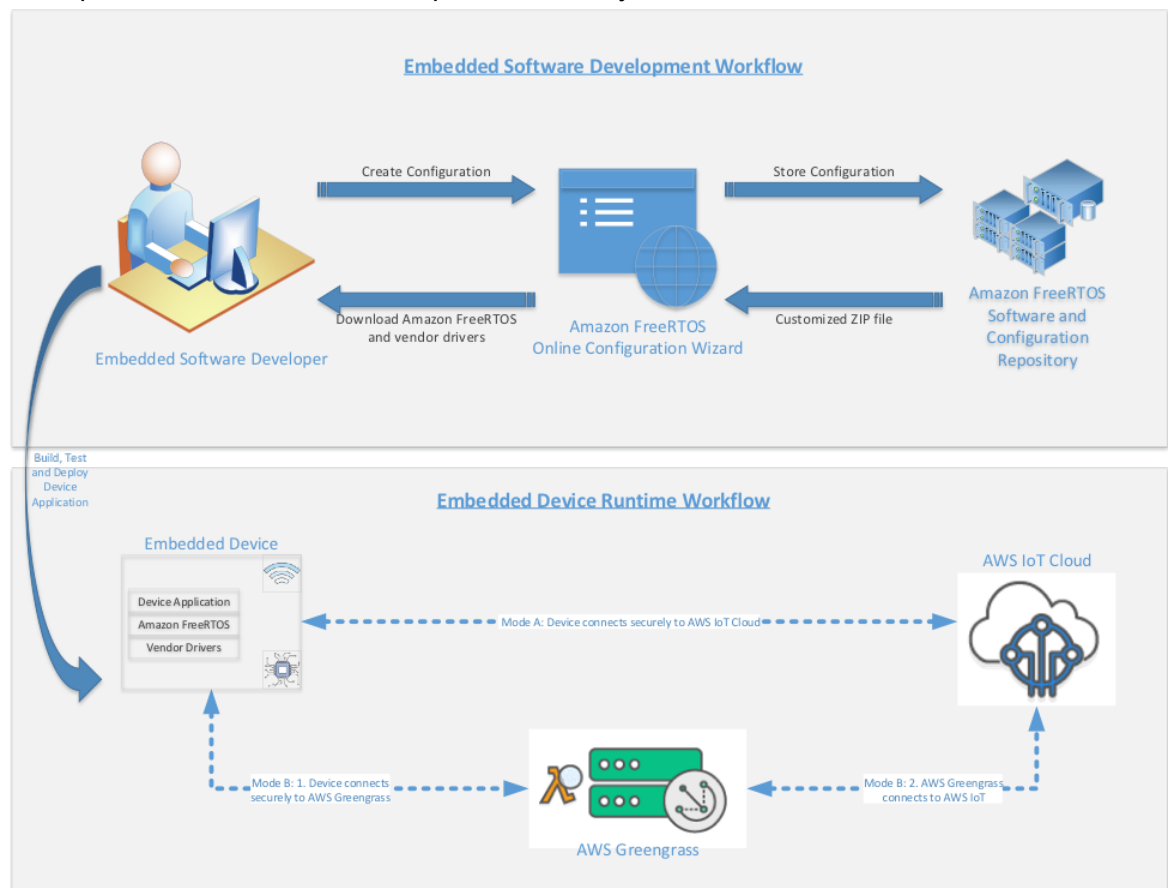 Embedded Software Development Workflow
Create Configuration
Store Configuration
Download Amazon FreeRTOS
and vendor drivers
Customized ZIP file
Embedded Software Developer
Amazon FreeRTOS
Online Configuration Wizard
Amazon FreeRTOS
Software and
Configuration
Repository
Build, Test
and Deploy
Device
Application
Embedded Device Runtime Workflow
Embedded Device
AWS IoT Cloud
Device Application
Amazon FreeRTOS
Vendor Drivers
Mode A: Device connects securely to AWS IoT Cloud
Mode B: 1. Device connects
securely to AWS Greengrass
Mode B: 2. AWS Greengrass
connects to AWS IoT
AWS Greengrass